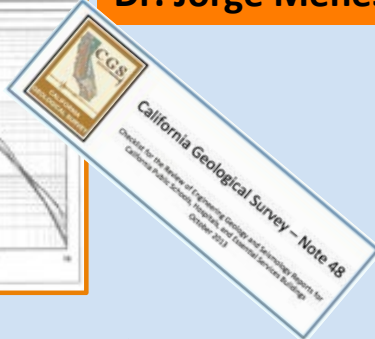 Dr. Jorge
CGS
CALIFORNIA
GEOLOGICAL SURVEY
California Geological Survey – Note 48
Checklist for the Review of Engineering Geology and Seismology Reports for
California Public Schools, Hospitals, and Essential Services Buildings
October 2013